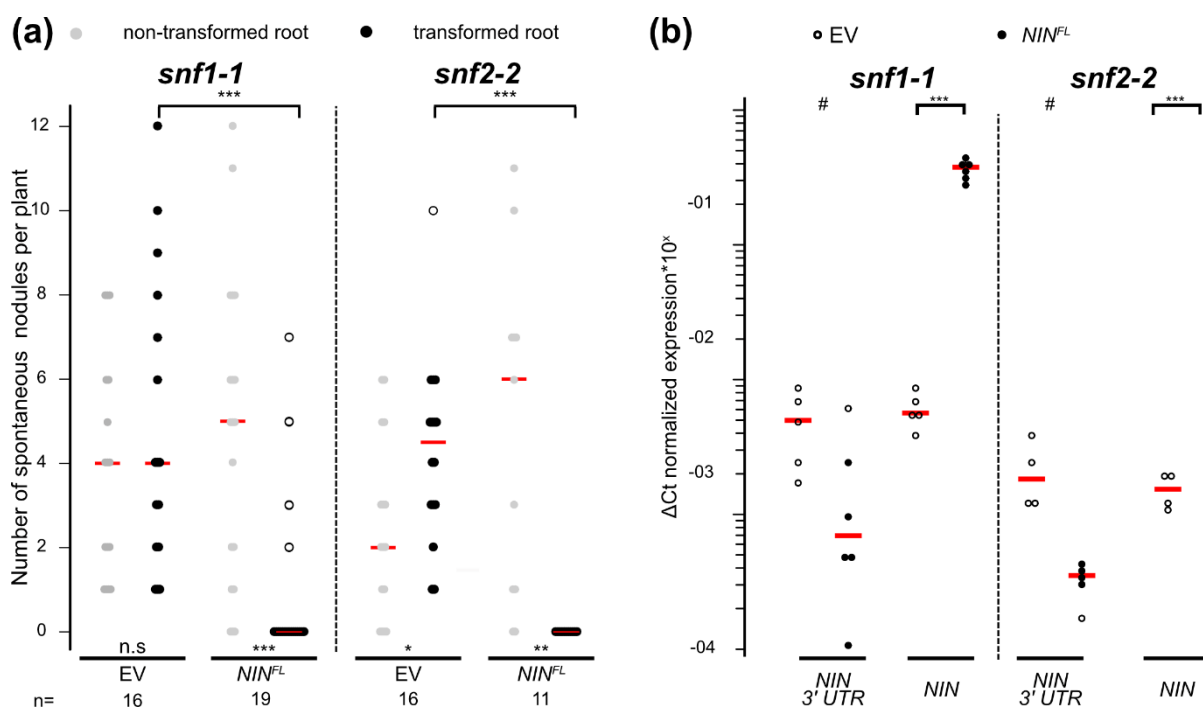 (a) non-transformed root transformed root
snf1-1 snf2-2
*** ***
Number of spontaneous nodules per plant
12
10
8
6
4
2
0
n.s *** * **
EV NIN^FL EV NIN^FL
n= 16 19 16 11
(b) EV NIN^FL
snf1-1 snf2-2
# *** # ***
ΔCt normalized expression*10^x
-01
-02
-03
-04
NIN 3' UTR NIN NIN 3' UTR NIN